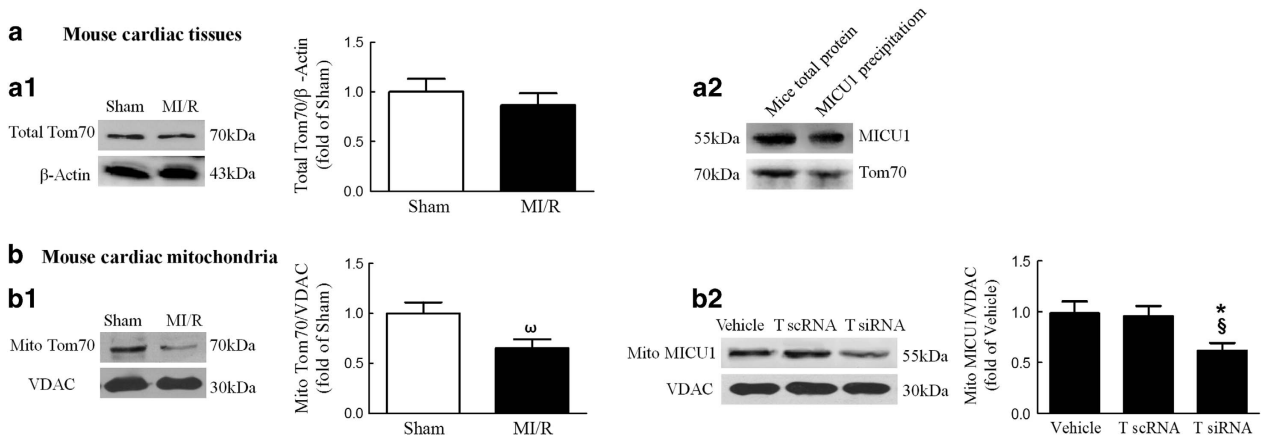 a Mouse cardiac tissues
a1
Sham MI/R
Total Tom70 70kDa
β-Actin 43kDa
Total Tom70/β -Actin
(fold of Sham)
1.5
1.0
0.5
0.0
Sham MI/R
a2
Mice total protein
MICU1 precipitatiom
55kDa MICU1
70kDa Tom70
b Mouse cardiac mitochondria
b1
Sham MI/R
Mito Tom70 70kDa
VDAC 30kDa
Mito Tom70/VDAC
(fold of Sham)
1.5
1.0
0.5
0.0
ω
Sham MI/R
b2
Vehicle T scRNA T siRNA
Mito MICU1 55kDa
VDAC 30kDa
Mito MICU1/VDAC
(fold of Vehicle)
1.5
1.0
0.5
0.0
*
§
Vehicle T scRNA T siRNA